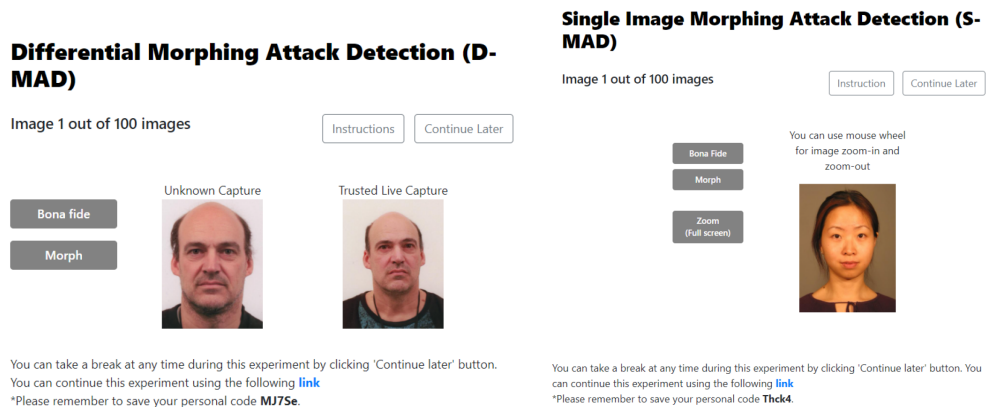 Differential Morphing Attack Detection (D-
MAD)
Image 1 out of 100 images
Instructions
Continue Later
Bona fide
Morph
Unknown Capture
Trusted Live Capture
You can take a break at any time during this experiment by clicking 'Continue later' button.
You can continue this experiment using the following link
*Please remember to save your personal code MJ7Se.
Single Image Morphing Attack Detection (S-
MAD)
Image 1 out of 100 images
Instruction
Continue Later
You can use mouse wheel
for image zoom-in and
zoom-out
Bona Fide
Morph
Zoom
(Full screen)
You can take a break at any time during this experiment by clicking 'Continue later' button. You
can continue this experiment using the following link
*Please remember to save your personal code Thck4.